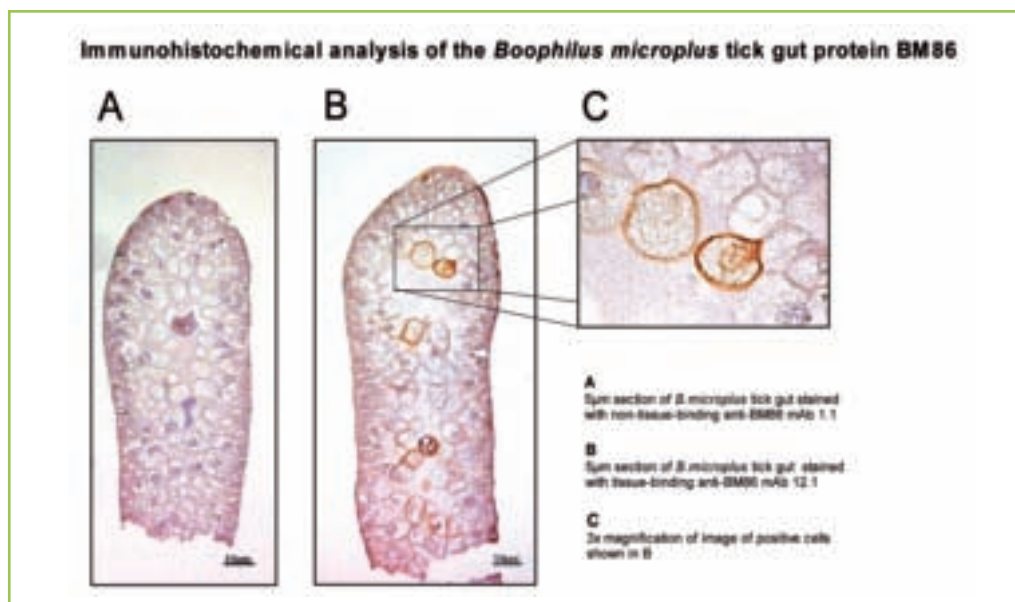 Immunohistochemical analysis of the Boophilus microplus tick gut protein BM86
A
B
C
A
5µm section of B.microplus tick gut stained
with non-tissue-binding anti-BM86 mAb 1.1
B
5µm section of B.microplus tick gut stained
with tissue-binding anti-BM86 mAb 12.1
C
3x magnification of image of positive cells
shown in B